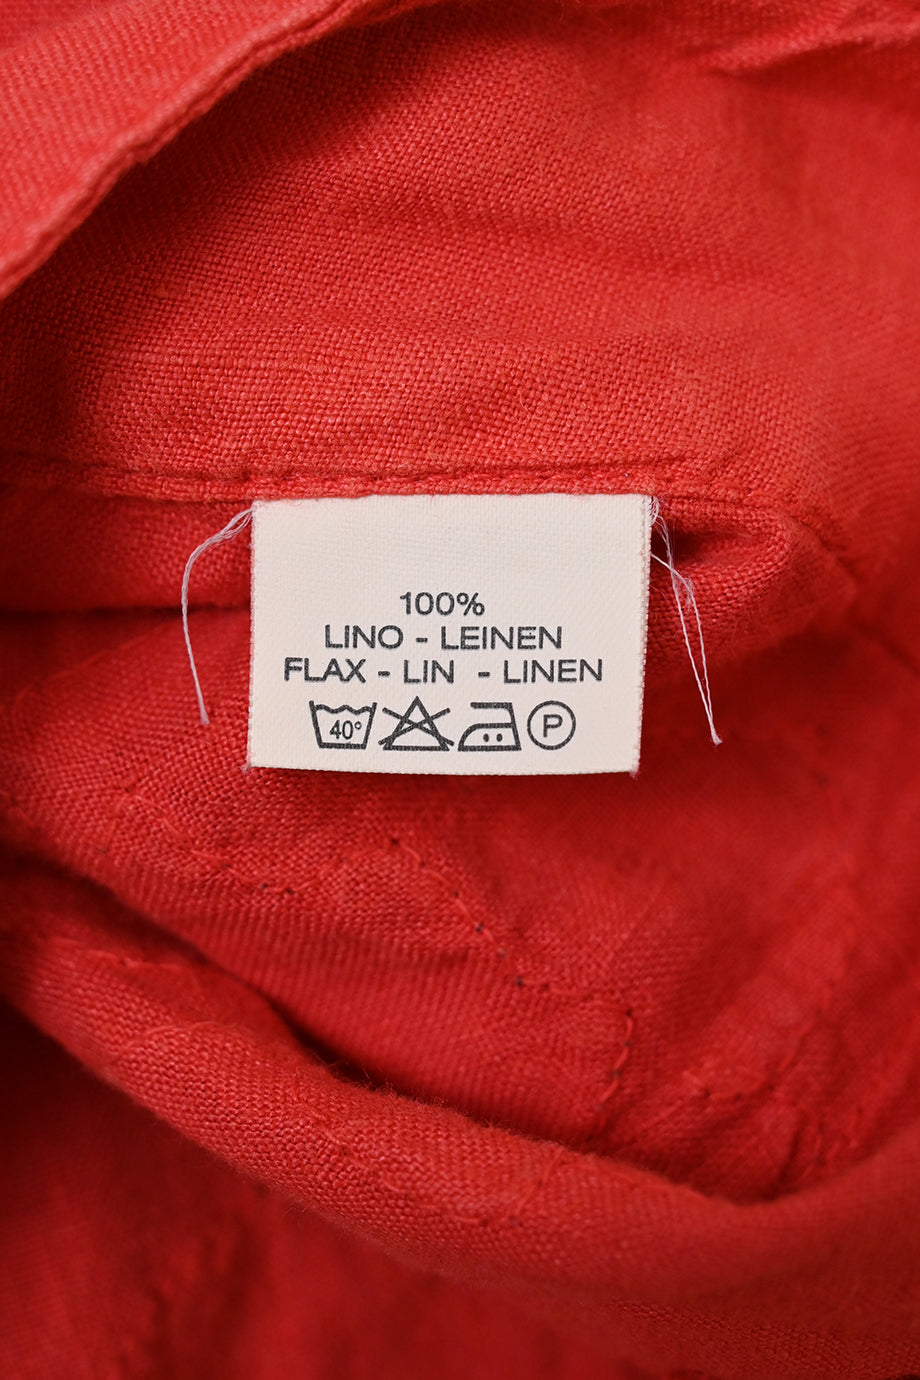 100%
LINO - LEINEN
FLAX - LIN - LINEN
40° P